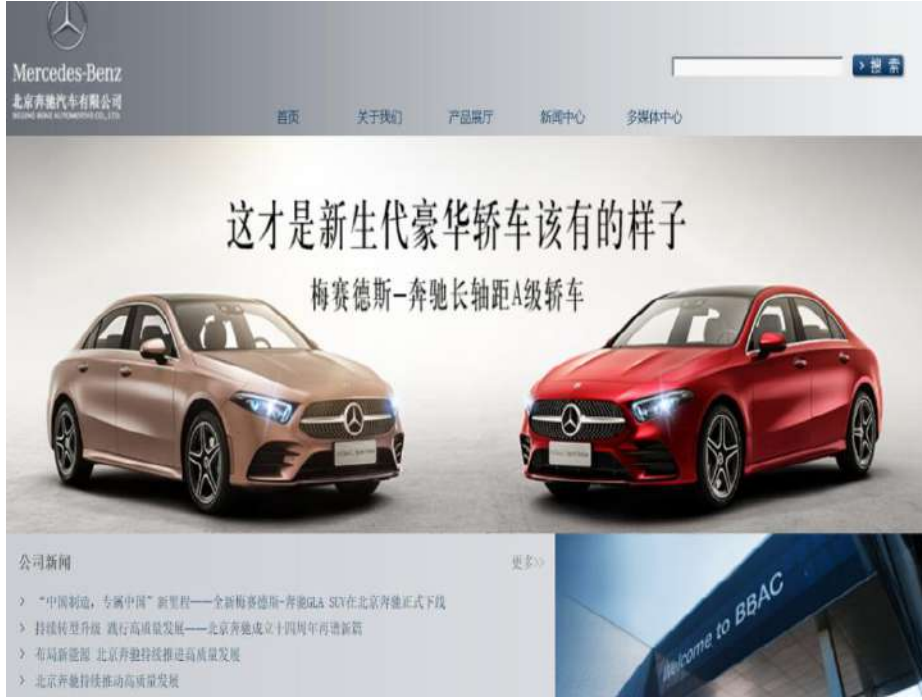 Mercedes-Benz
北京奔驰汽车有限公司
BEIJING BENZ AUTOMOTIVE CO., LTD.
> 搜 索
首页 关于我们 产品展厅 新闻中心 多媒体中心
这才是新生代豪华轿车该有的样子
梅赛德斯-奔驰长轴距A级轿车
公司新闻 更多>>
> “中国制造,专属中国”新里程——全新梅赛德斯-奔驰GLA SUV在北京奔驰正式下线
> 持续转型升级 践行高质量发展——北京奔驰成立十四周年再谱新篇
> 布局新能源 北京奔驰持续推进高质量发展
> 北京奔驰持续推动高质量发展
Welcome to BBAC